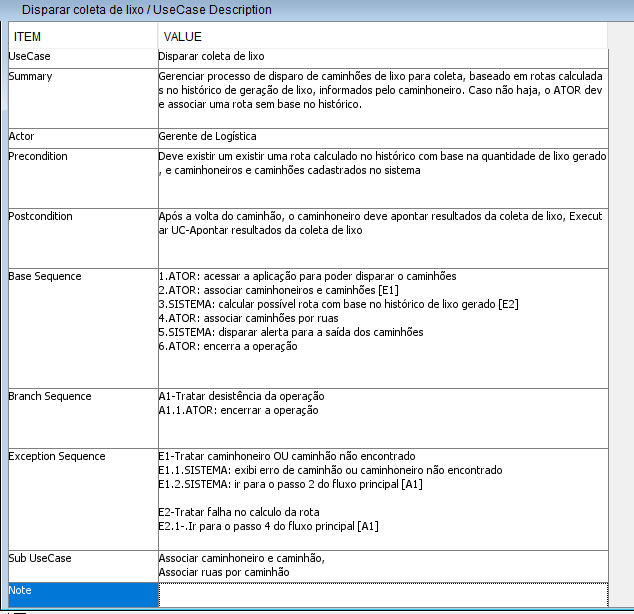 Disparar coleta de lixo / UseCase Description
ITEM VALUE
UseCase Disparar coleta de lixo
Summary Gerenciar processo de disparo de caminhões de lixo para coleta, baseado em rotas calculada
s no histórico de geração de lixo, informados pelo caminhoneiro. Caso não haja, o ATOR dev
e associar uma rota sem base no histórico.
Actor Gerente de Logística
Precondition Deve existir um existir uma rota calculado no histórico com base na quantidade de lixo gerado
, e caminhoneiros e caminhões cadastrados no sistema
Postcondition Após a volta do caminhão, o caminhoneiro deve apontar resultados da coleta de lixo, Execut
ar UC-Apontar resultados da coleta de lixo
Base Sequence 1.ATOR: acessar a aplicação para poder disparar o caminhões
2.ATOR: associar caminhoneiros e caminhões [E1]
3.SISTEMA: calcular possível rota com base no histórico de lixo gerado [E2]
4.ATOR: associar caminhões por ruas
5.SISTEMA: disparar alerta para a saída dos caminhões
6.ATOR: encerra a operação
Branch Sequence A1-Tratar desistência da operação
A1.1.ATOR: encerrar a operação
Exception Sequence E1-Tratar caminhoneiro OU caminhão não encontrado
E1.1.SISTEMA: exibi erro de caminhão ou caminhoneiro não encontrado
E1.2.SISTEMA: ir para o passo 2 do fluxo principal [A1]
E2-Tratar falha no calculo da rota
E2.1-.Ir para o passo 4 do fluxo principal [A1]
Sub UseCase Associar caminhoneiro e caminhão,
Associar ruas por caminhão
Note